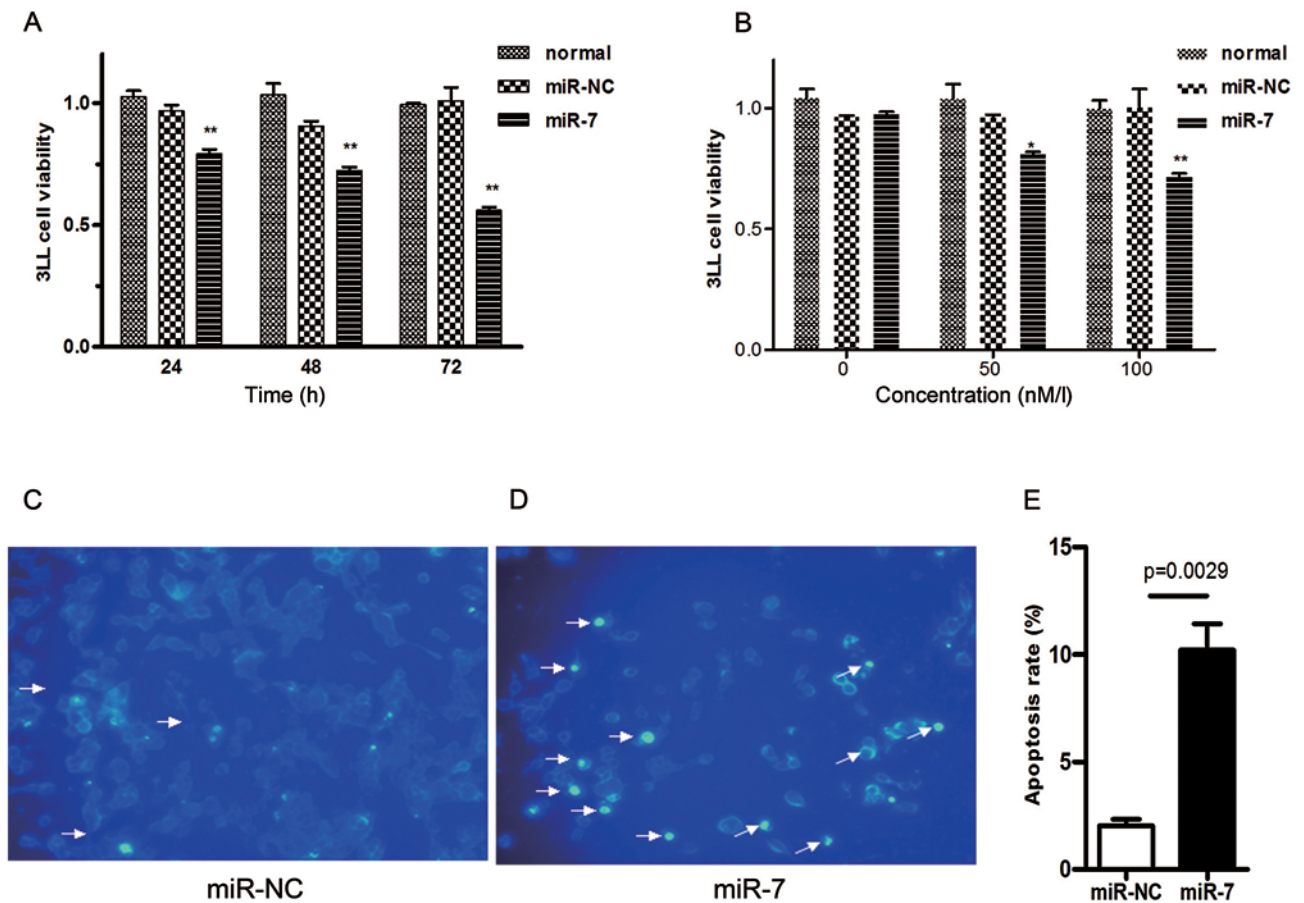 A
normal
miR-NC
miR-7
3LL cell viability
1.0
0.5
0.0
**
**
**
24
48
72
Time (h)
B
normal
miR-NC
miR-7
3LL cell viability
1.0
0.5
0.0
*
**
0
50
100
Concentration (nM/l)
C
miR-NC
D
miR-7
E
15
10
5
0
p=0.0029
Apoptosis rate (%)
miR-NC
miR-7